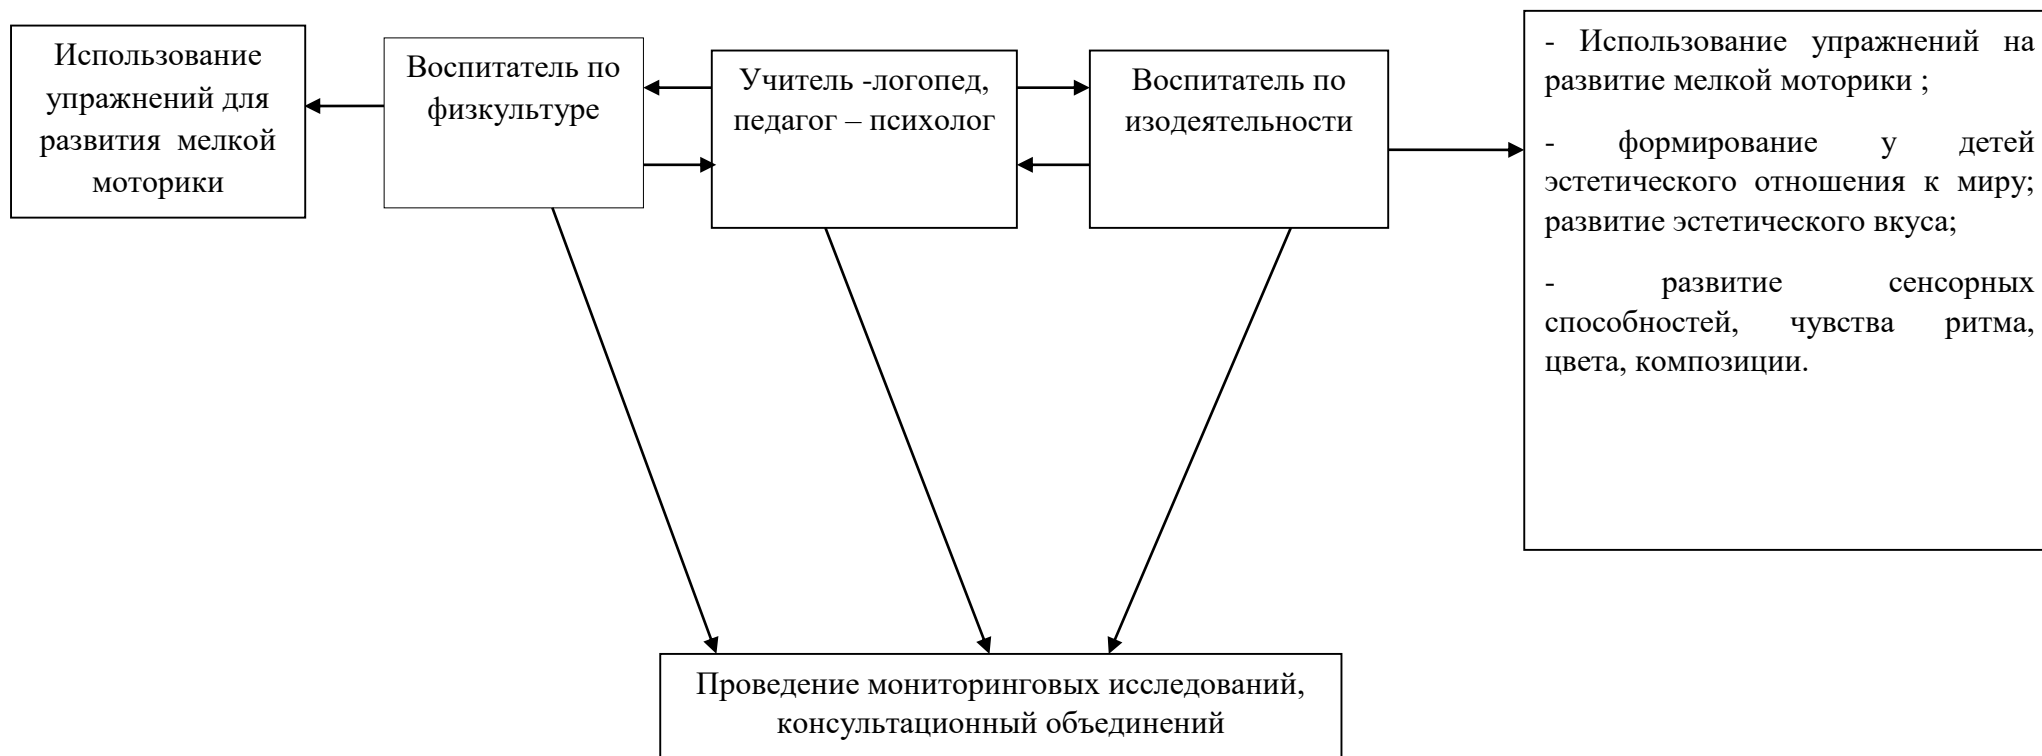 Использование
упражнений для
развития мелкой
моторики
Воспитатель по
физкультуре
Учитель -логопед,
педагог – психолог
Воспитатель по
изодеятельности
- Использование упражнений на
развитие мелкой моторики ;
- формирование у детей
эстетического отношения к миру;
развитие эстетического вкуса;
- развитие сенсорных
способностей, чувства ритма,
цвета, композиции.
Проведение мониторинговых исследований,
консультационный объединений